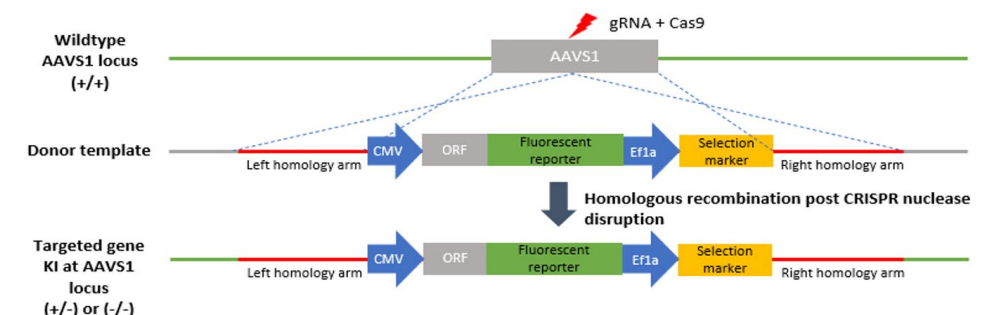 gRNA + Cas9
Wildtype
AAVS1 locus
(+/+)
AAVS1
Donor template
CMV
ORF
Fluorescent
reporter
Ef1a
Selection
marker
Left homology arm
Right homology arm
Homologous recombination post CRISPR nuclease
disruption
Targeted gene
KI at AAVS1
locus
(+/-) or (-/-)
CMV
ORF
Fluorescent
reporter
Ef1a
Selection
marker
Left homology arm
Right homology arm